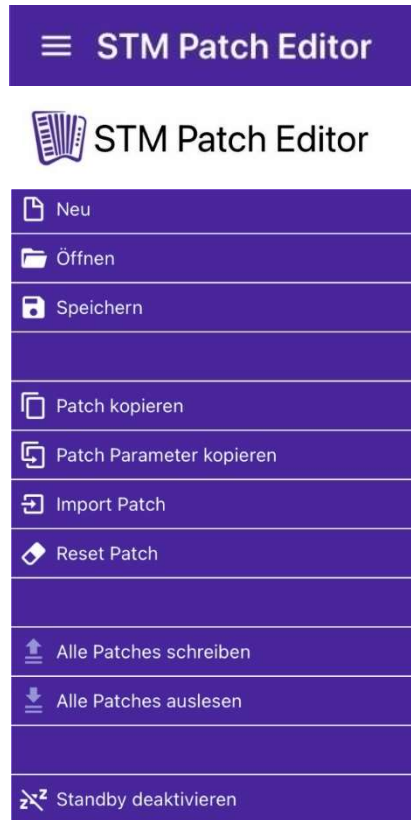 STM Patch Editor
STM Patch Editor
Neu
Öffnen
Speichern
Patch kopieren
Patch Parameter kopieren
Import Patch
Reset Patch
Alle Patches schreiben
Alle Patches auslesen
Standby deaktivieren